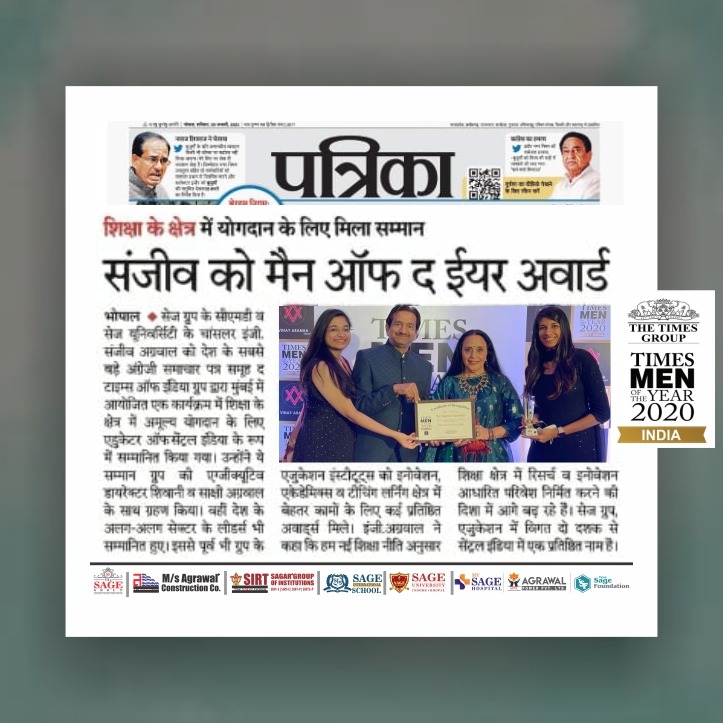 पत्रिका
शिक्षा के क्षेत्र में योगदान के लिए मिला सम्मान
संजीव को मैन ऑफ द ईयर अवार्ड
भोपाल ◆ सेज ग्रुप के सीएमडी व
सेज यूनिवर्सिटी के चांसलर इंजी.
संजीव अग्रवाल को देश के सबसे
बड़े अंग्रेजी समाचार पत्र समूह द
टाइम्स ऑफ इंडिया ग्रुप द्वारा मुंबई में
आयोजित एक कार्यक्रम में शिक्षा के
क्षेत्र में अमूल्य योगदान के लिए
एडुकेटर ऑफ सेंट्रल इंडिया के रूप
में सम्मानित किया गया। उन्होंने ये
सम्मान ग्रुप की एग्जीक्यूटिव
डायरेक्टर शिवानी व साक्षी अग्रवाल
के साथ ग्रहण किया। वहीं देश के
अलग-अलग सेक्टर के लीडर्स भी
सम्मानित हुए। इससे पूर्व भी ग्रुप के
एजुकेशन इंस्टीट्यूट्स को इनोवेशन,
एकेडेमिक्स व टीचिंग लर्निंग क्षेत्र में
बेहतर कामों के लिए कई प्रतिष्ठित
अवार्ड्स मिले। इंजी.अग्रवाल ने
कहा कि हम नई शिक्षा नीति अनुसार
शिक्षा क्षेत्र में रिसर्च व इनोवेशन
आधारित परिवेश निर्मित करने की
दिशा में आगे बढ़ रहे हैं। सेज ग्रुप,
एजुकेशन में विगत दो दशक से
सेंट्रल इंडिया में एक प्रतिष्ठित नाम है।
THE TIMES
GROUP
TIMES
MEN
OF THE YEAR
2020
INDIA
TIMES
MEN
2020
SAGE
GROUP
M/s Agrawal
Construction Co.
SIRT
SAGAR GROUP
OF INSTITUTIONS
SAGE
INTERNATIONAL
SCHOOL
SAGE
UNIVERSITY
INDORE • BHOPAL
SAGE
HOSPITAL
AGRAWAL
POWER PVT. LTD
The Sage
Foundation